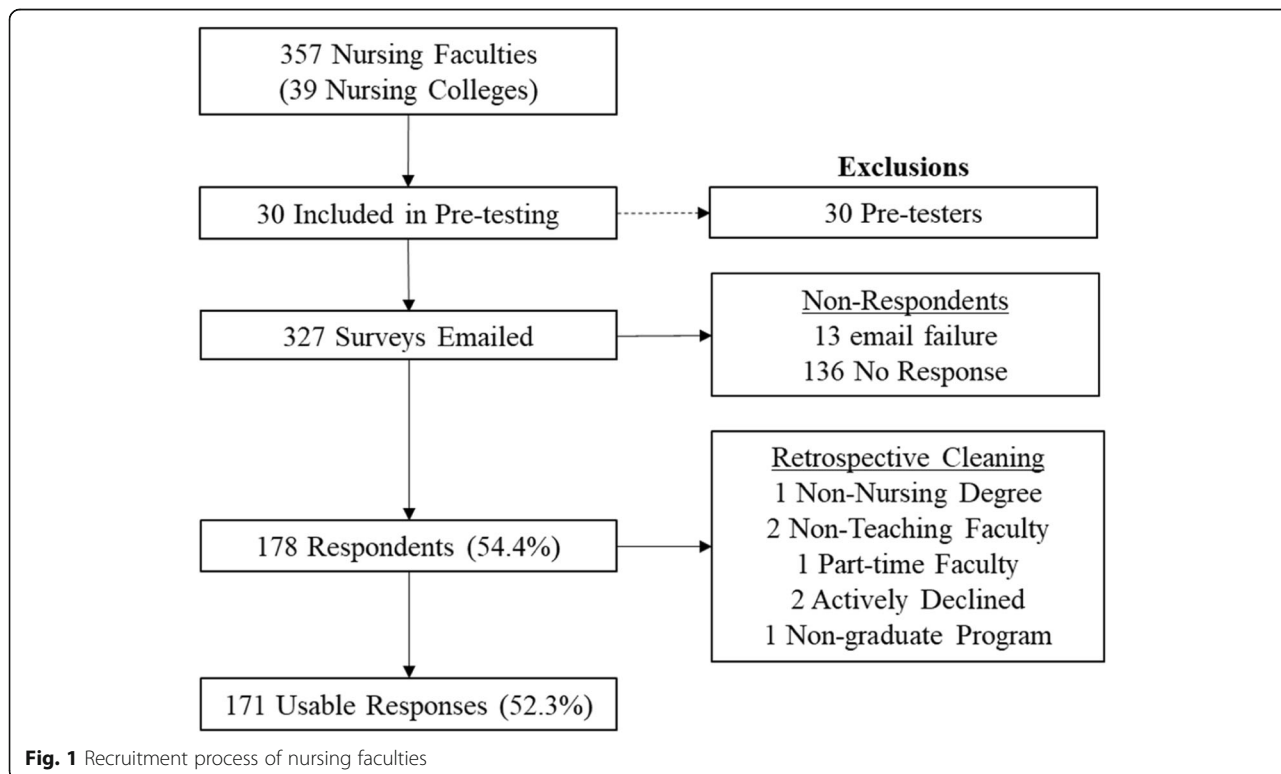 357 Nursing Faculties
(39 Nursing Colleges)
Exclusions
30 Included in Pre-testing
30 Pre-testers
327 Surveys Emailed
Non-Respondents
13 email failure
136 No Response
178 Respondents (54.4%)
Retrospective Cleaning
1 Non-Nursing Degree
2 Non-Teaching Faculty
1 Part-time Faculty
2 Actively Declined
1 Non-graduate Program
171 Usable Responses (52.3%)
Fig. 1 Recruitment process of nursing faculties